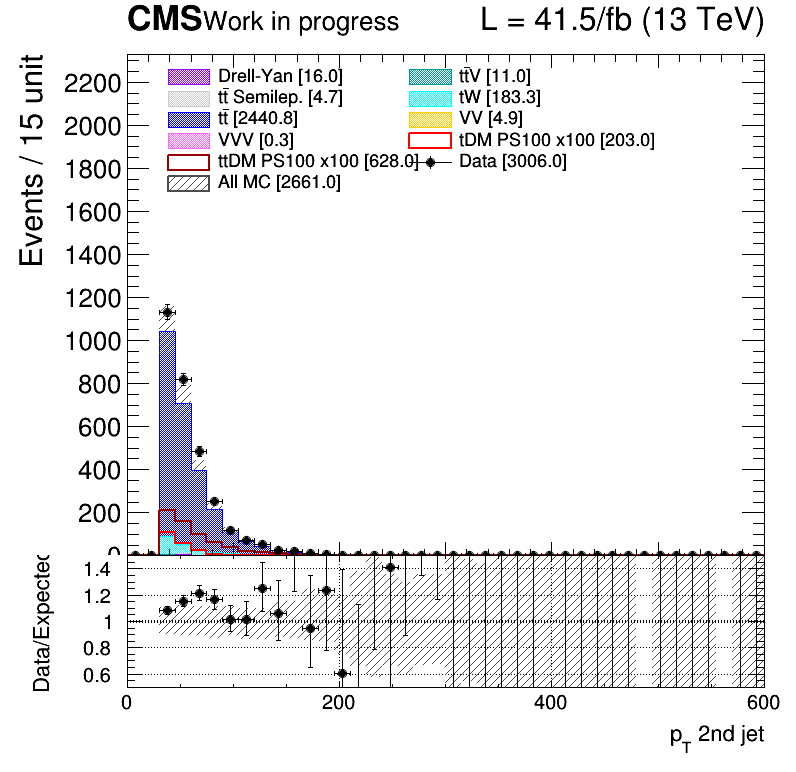 CMS Work in progress L = 41.5/fb (13 TeV)
Events / 15 unit
2200
2000
1800
1600
1400
1200
1000
800
600
400
200
0
Drell-Yan [16.0] tt̄V [11.0]
tt̄ Semilep. [4.7] tW [183.3]
tt̄ [2440.8] VV [4.9]
VVV [0.3] tDM PS100 x100 [203.0]
ttDM PS100 x100 [628.0] Data [3006.0]
All MC [2661.0]
Data/Expected
1.4
1.2
1
0.8
0.6
0 200 400 600
p_T 2nd jet